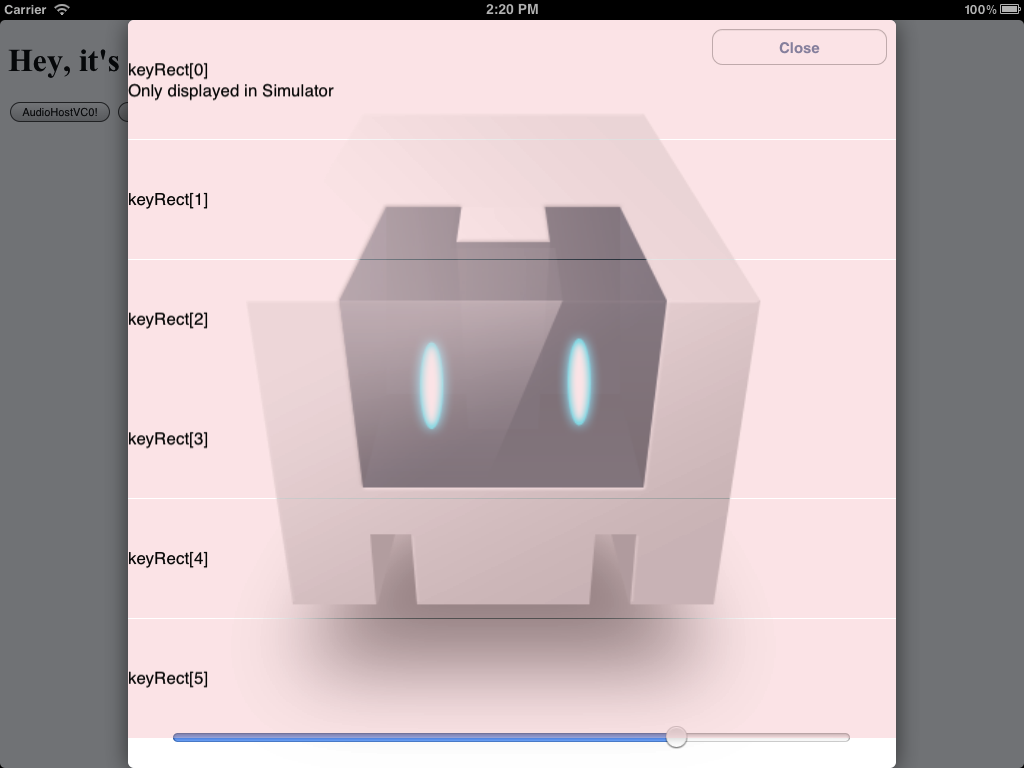 Carrier 2:20 PM 100%
Hey, it's
Close
keyRect[0]
Only displayed in Simulator
AudioHostVC0!
keyRect[1]
keyRect[2]
keyRect[3]
keyRect[4]
keyRect[5]